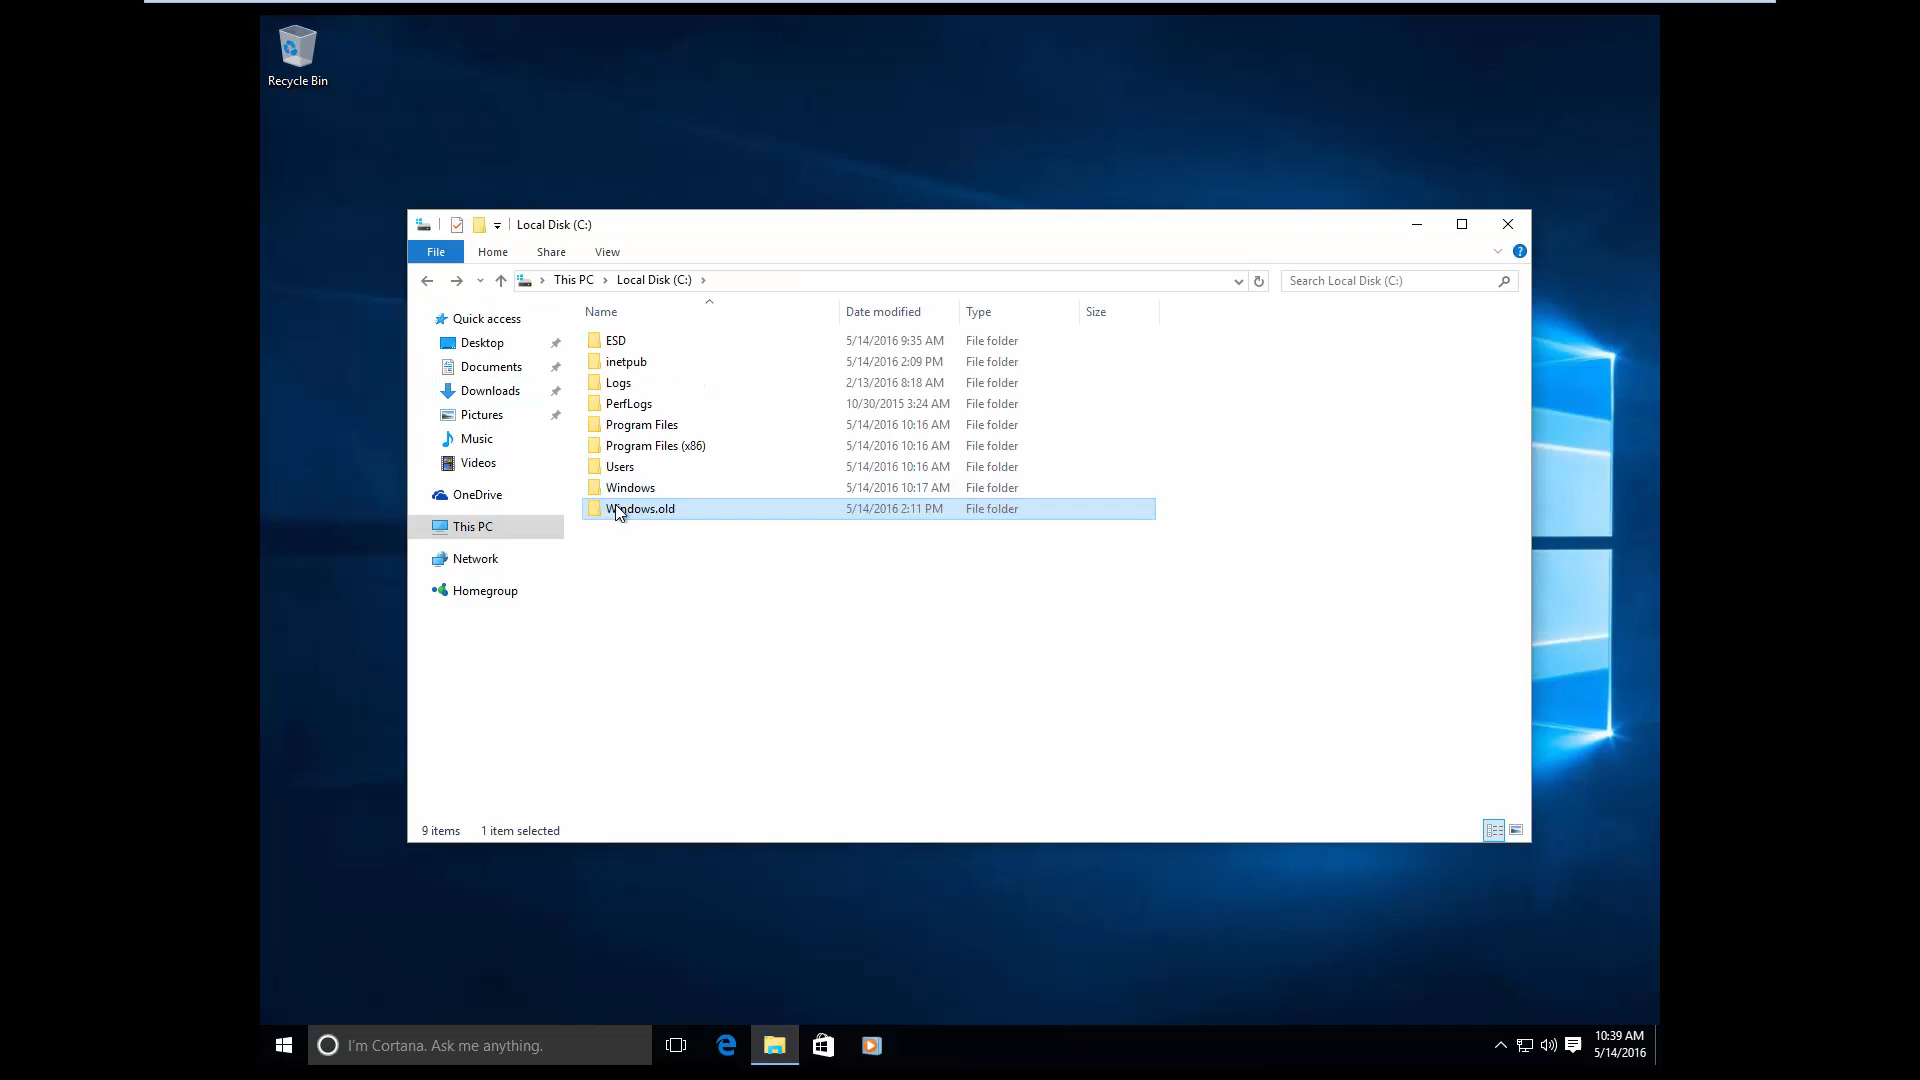 Recycle Bin
Local Disk (C:)
File Home Share View
This PC Local Disk (C:) Search Local Disk (C:)
Name Date modified Type Size
Quick access
Desktop
Documents
Downloads
Pictures
Music
Videos
OneDrive
This PC
Network
Homegroup
ESD 5/14/2016 9:35 AM File folder
inetpub 5/14/2016 2:09 PM File folder
Logs 2/13/2016 8:18 AM File folder
PerfLogs 10/30/2015 3:24 AM File folder
Program Files 5/14/2016 10:16 AM File folder
Program Files (x86) 5/14/2016 10:16 AM File folder
Users 5/14/2016 10:16 AM File folder
Windows 5/14/2016 10:17 AM File folder
Windows.old 5/14/2016 2:11 PM File folder
9 items 1 item selected
I'm Cortana. Ask me anything.
10:39 AM
5/14/2016